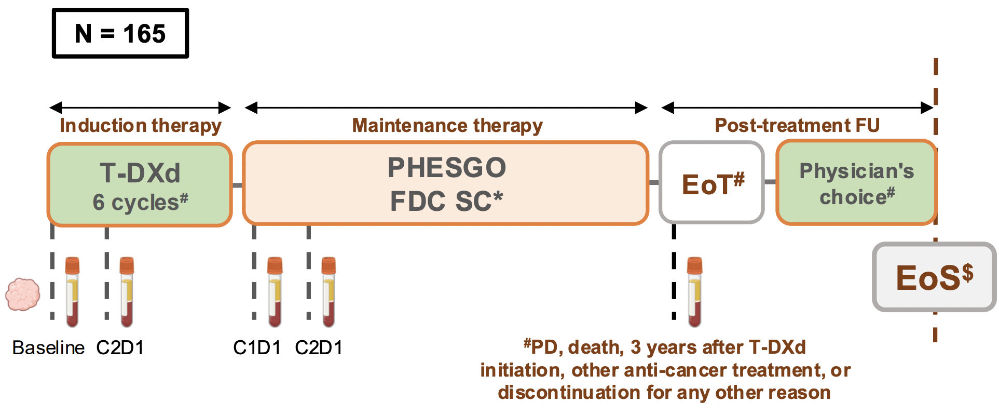 N = 165
Induction therapy
Maintenance therapy
Post-treatment FU
T-DXd
6 cycles#
PHESGO
FDC SC*
EoT#
Physician's
choice#
EoS$
Baseline
C2D1
C1D1
C2D1
#PD, death, 3 years after T-DXd
initiation, other anti-cancer treatment, or
discontinuation for any other reason